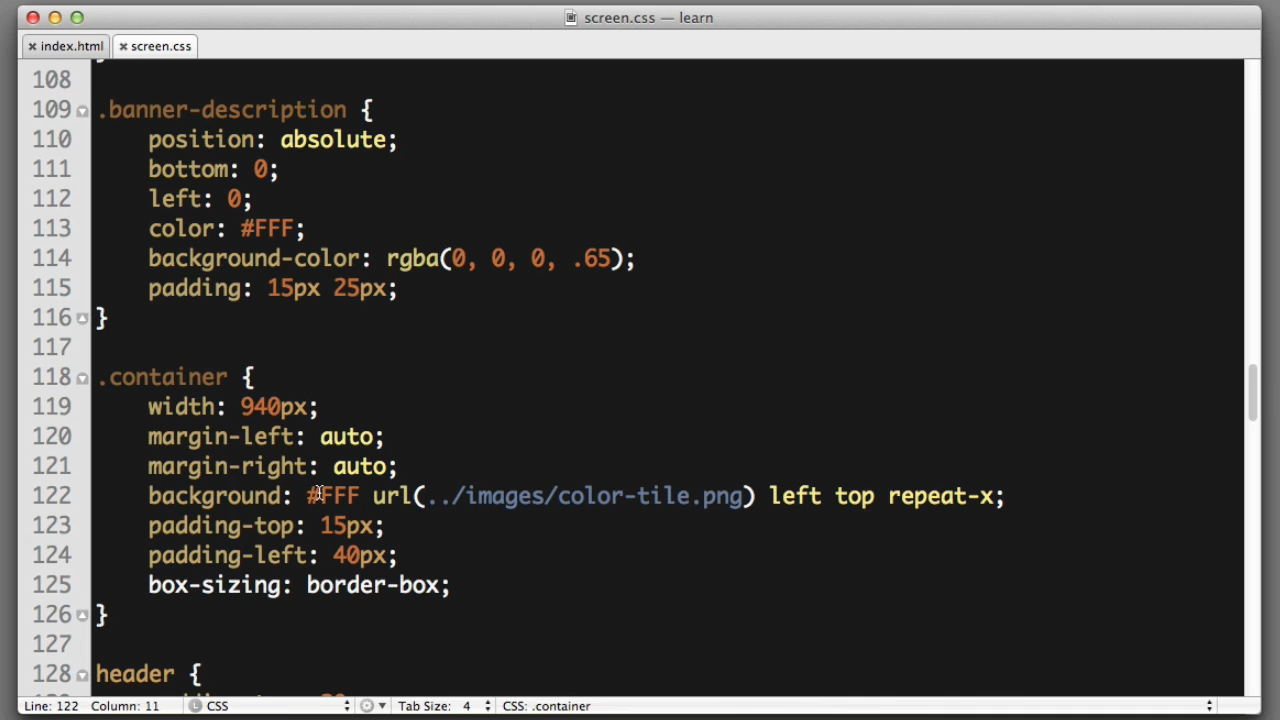 screen.css — learn
index.html screen.css
108
109 .banner-description {
110 position: absolute;
111 bottom: 0;
112 left: 0;
113 color: #FFF;
114 background-color: rgba(0, 0, 0, .65);
115 padding: 15px 25px;
116 }
117
118 .container {
119 width: 940px;
120 margin-left: auto;
121 margin-right: auto;
122 background: #FFF url(../images/color-tile.png) left top repeat-x;
123 padding-top: 15px;
124 padding-left: 40px;
125 box-sizing: border-box;
126 }
127
128 header {
Line: 122 Column: 11 L CSS Tab Size: 4 CSS: .container